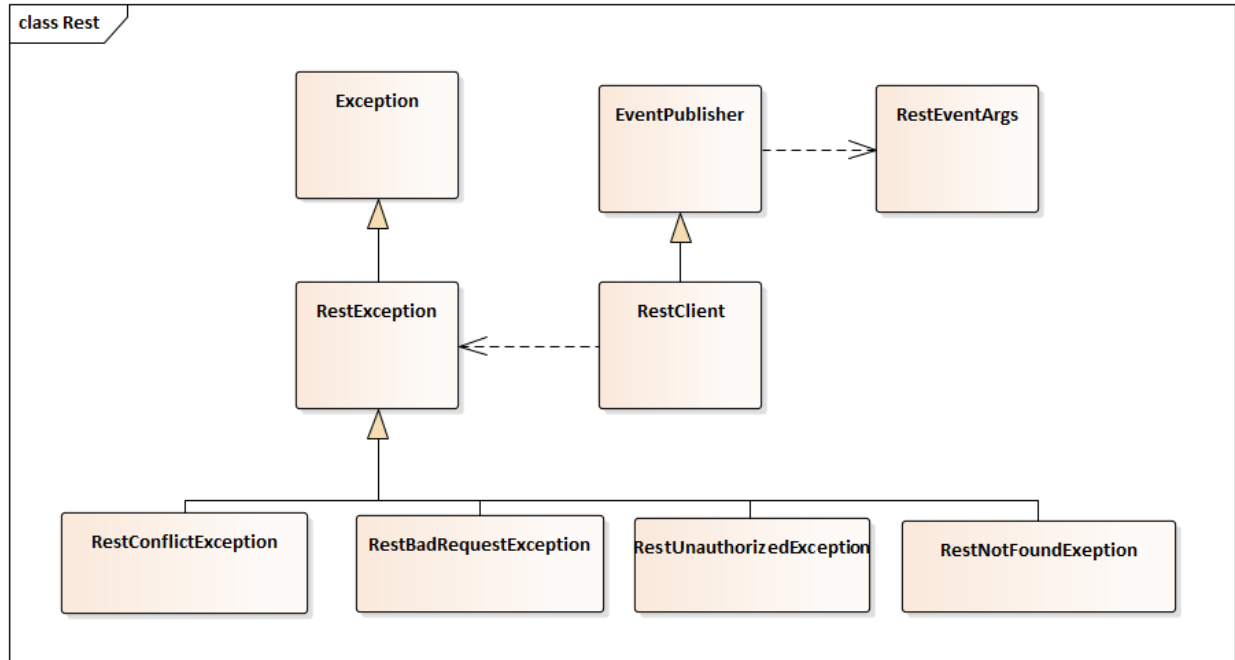 class Rest
Exception
EventPublisher
RestEventArgs
RestException
RestClient
RestConflictException
RestBadRequestException
RestUnauthorizedException
RestNotFoundExeption